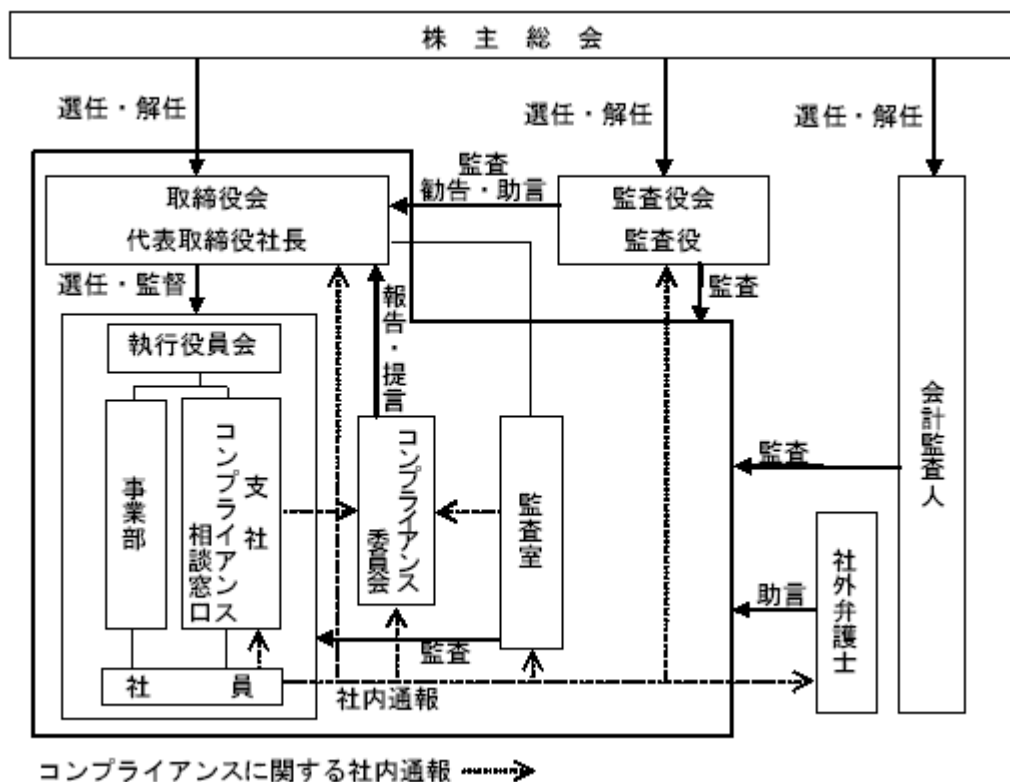 株主総会
選任・解任
選任・解任
選任・解任
監査
勧告・助言
取締役会
代表取締役社長
監査役会
監査役
選任・監督
監査
報告・提言
執行役員会
事業部
支社
コンプライアンス
相談窓口
コンプライアンス
委員会
監査室
会計監査人
監査
社外弁護士
助言
監査
社員
社内通報
コンプライアンスに関する社内通報